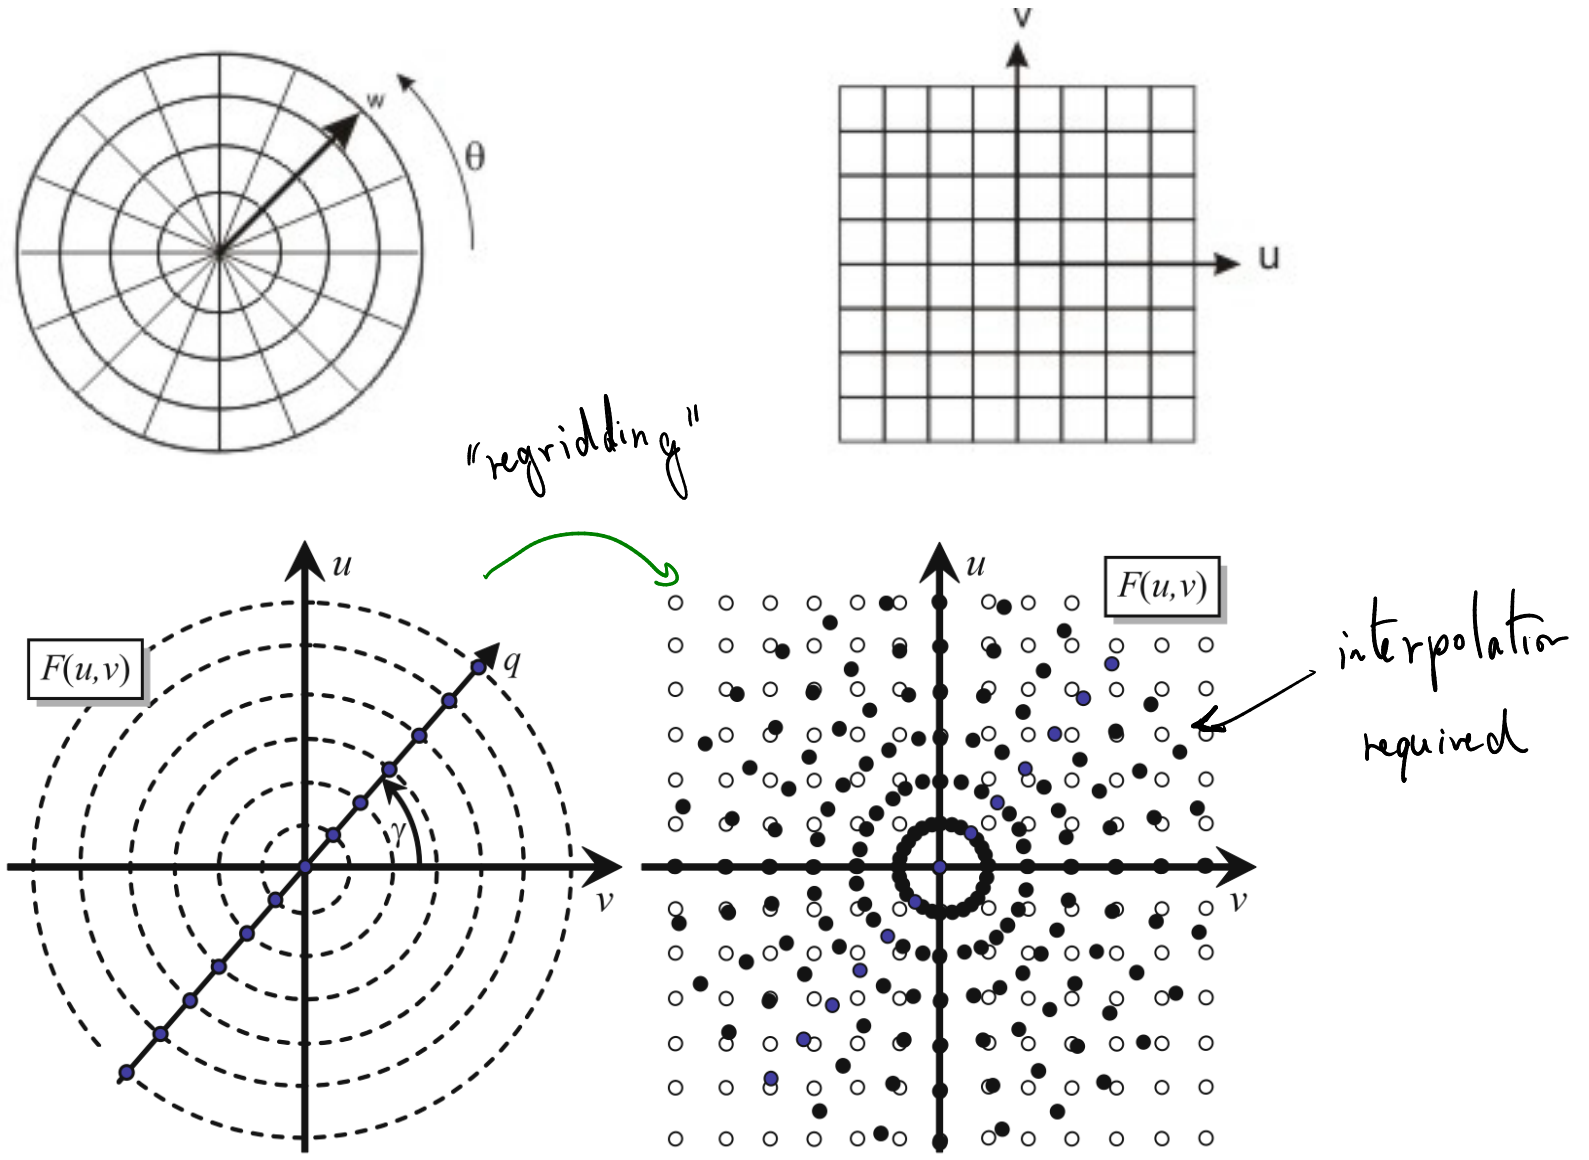 w
θ
v
u
"regridding"
u
F(u,v)
q
γ
v
u
F(u,v)
v
interpolation
required